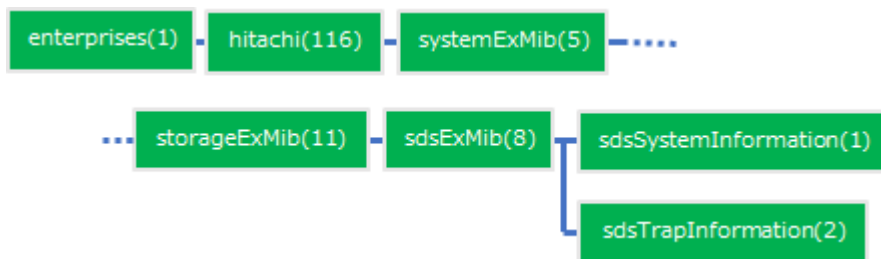 enterprises(1) hitachi(116) systemExMib(5)
storageExMib(11) sdsExMib(8) sdsSystemInformation(1)
sdsTrapInformation(2)